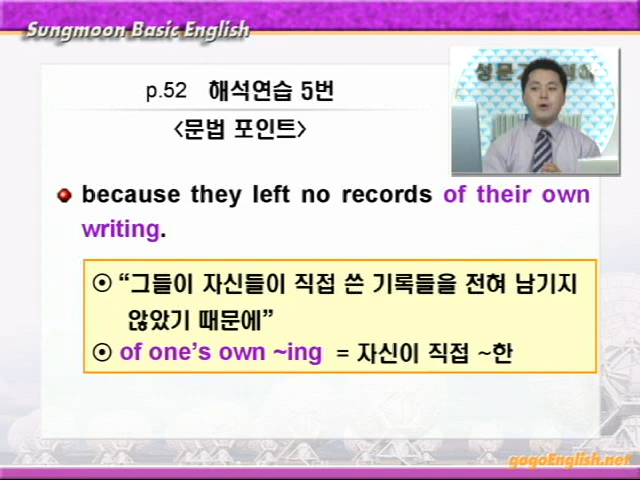 Sungmoon Basic English
p.52 해석연습 5번
<문법 포인트>
because they left no records of their own
writing.
⊙ “그들이 자신들이 직접 쓴 기록들을 전혀 남기지
않았기 때문에”
⊙ of one’s own ~ing = 자신이 직접 ~한
gogoEnglish.net